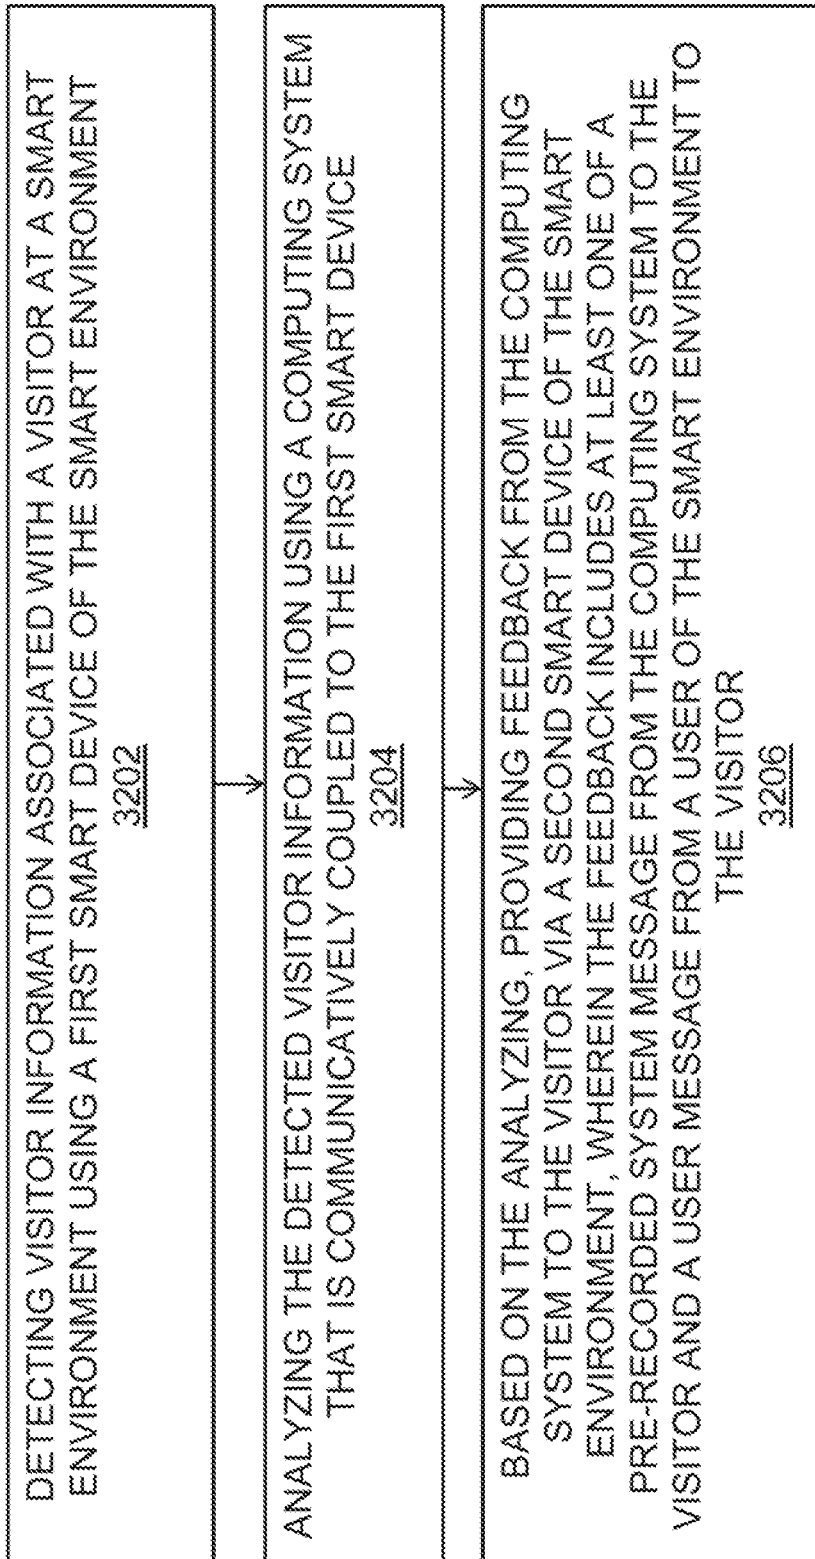 DETECTING VISITOR INFORMATION ASSOCIATED WITH A VISITOR AT A SMART
ENVIRONMENT USING A FIRST SMART DEVICE OF THE SMART ENVIRONMENT
3202
ANALYZING THE DETECTED VISITOR INFORMATION USING A COMPUTING SYSTEM
THAT IS COMMUNICATIVELY COUPLED TO THE FIRST SMART DEVICE
3204
BASED ON THE ANALYZING, PROVIDING FEEDBACK FROM THE COMPUTING
SYSTEM TO THE VISITOR VIA A SECOND SMART DEVICE OF THE SMART
ENVIRONMENT, WHEREIN THE FEEDBACK INCLUDES AT LEAST ONE OF A
PRE-RECORDED SYSTEM MESSAGE FROM THE COMPUTING SYSTEM TO THE
VISITOR AND A USER MESSAGE FROM A USER OF THE SMART ENVIRONMENT TO
THE VISITOR
3206